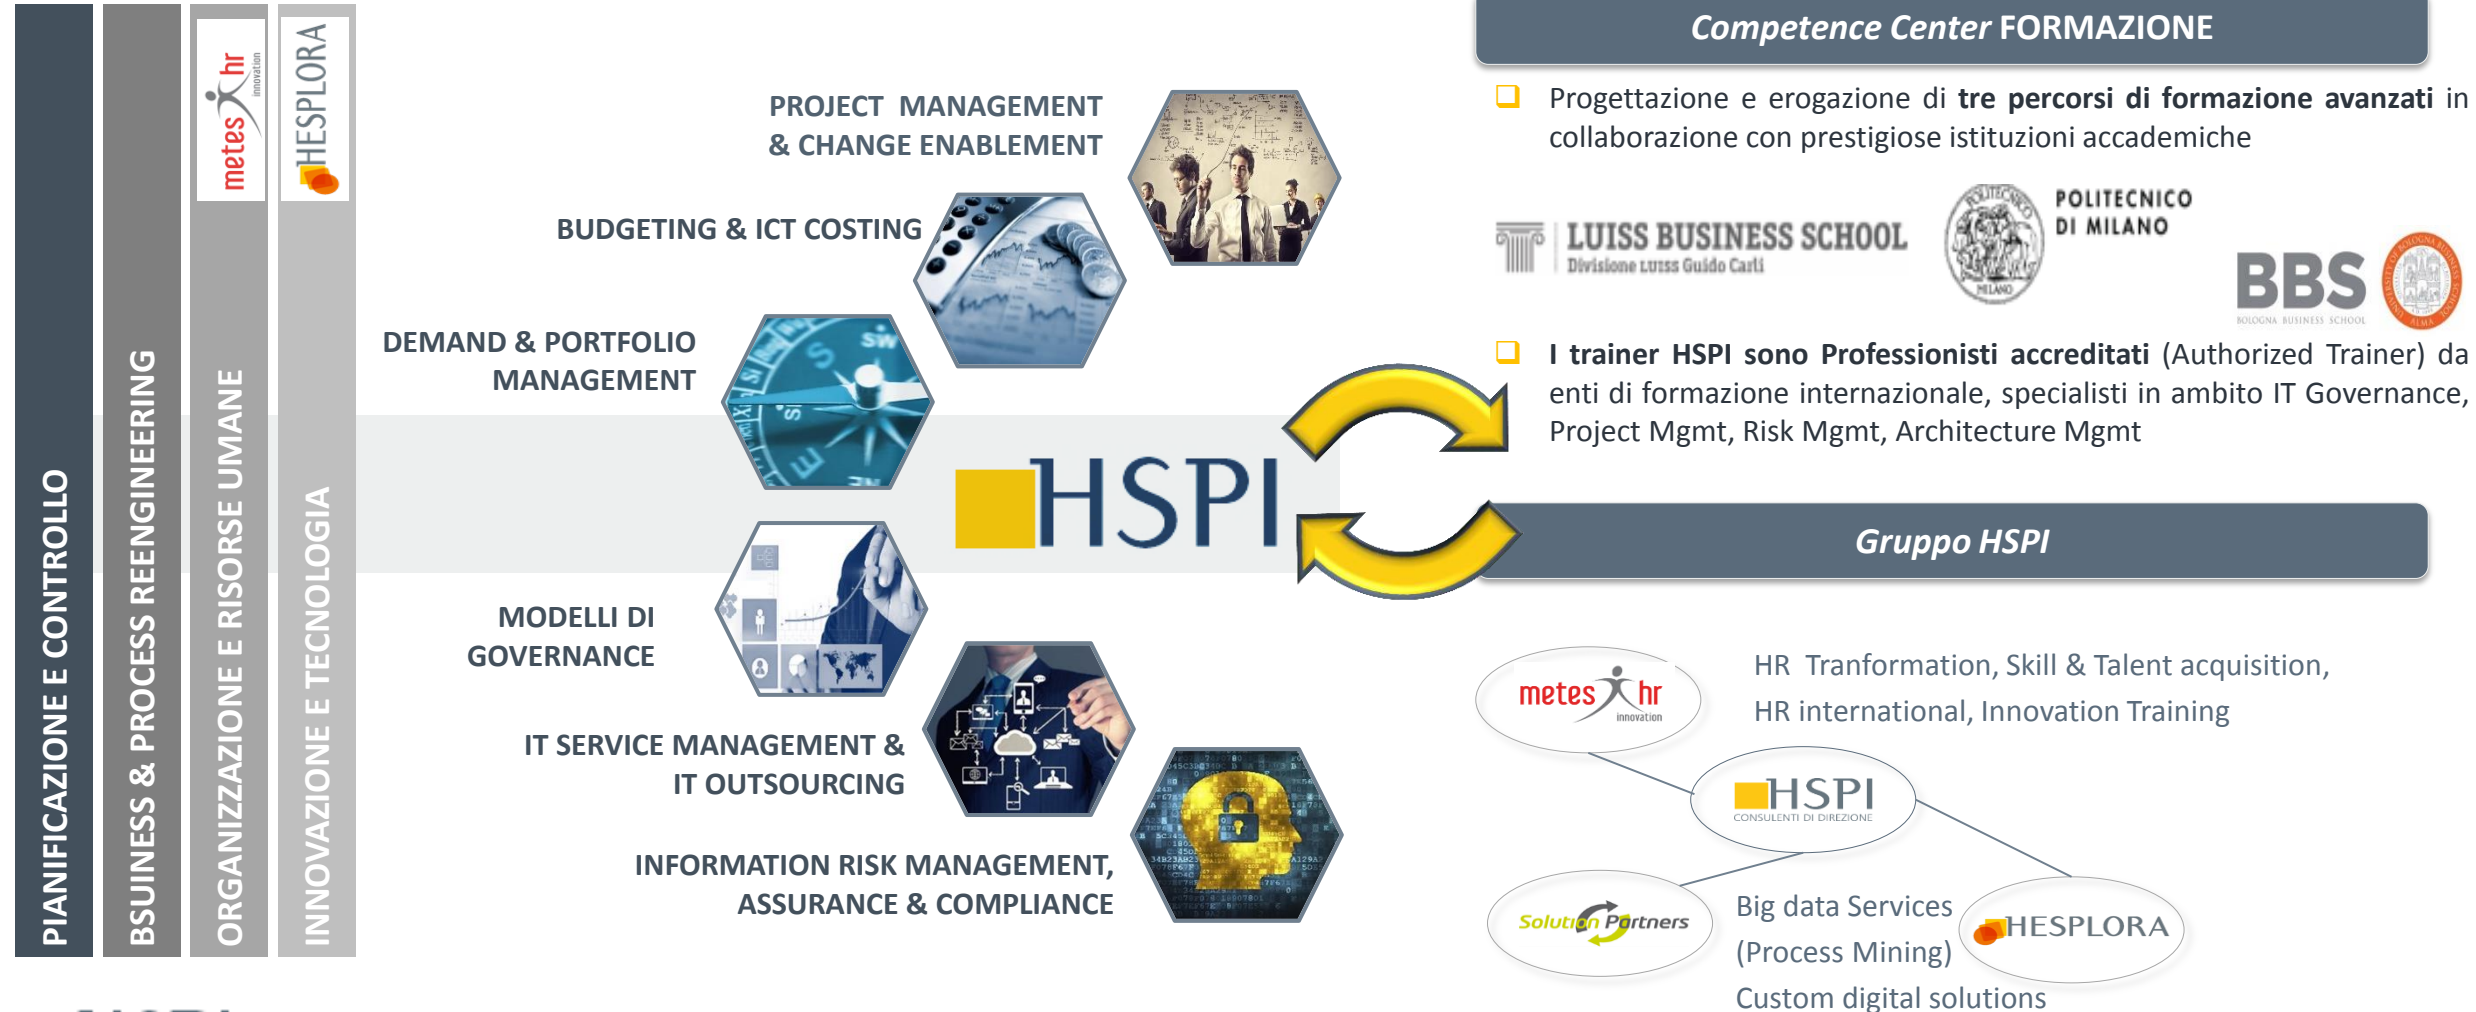 PIANIFICAZIONE E CONTROLLO
BSUINESS & PROCESS REENGINEERING
ORGANIZZAZIONE E RISORSE UMANE
metes hr
innovation
INNOVAZIONE E TECNOLOGIA
HESPLORA
PROJECT MANAGEMENT
& CHANGE ENABLEMENT
BUDGETING & ICT COSTING
DEMAND & PORTFOLIO
MANAGEMENT
HSPI
MODELLI DI
GOVERNANCE
IT SERVICE MANAGEMENT &
IT OUTSOURCING
INFORMATION RISK MANAGEMENT,
ASSURANCE & COMPLIANCE
Competence Center FORMAZIONE
Progettazione e erogazione di tre percorsi di formazione avanzati in
collaborazione con prestigiose istituzioni accademiche
LUISS BUSINESS SCHOOL
Divisione LUISS Guido Carli
POLITECNICO
DI MILANO
BBS
BOLOGNA BUSINESS SCHOOL
I trainer HSPI sono Professionisti accreditati (Authorized Trainer) da
enti di formazione internazionale, specialisti in ambito IT Governance,
Project Mgmt, Risk Mgmt, Architecture Mgmt
Gruppo HSPI
metes hr
innovation
HR Tranformation, Skill & Talent acquisition,
HR international, Innovation Training
HSPI
CONSULENTI DI DIREZIONE
Solution Partners
Big data Services
(Process Mining)
Custom digital solutions
HESPLORA